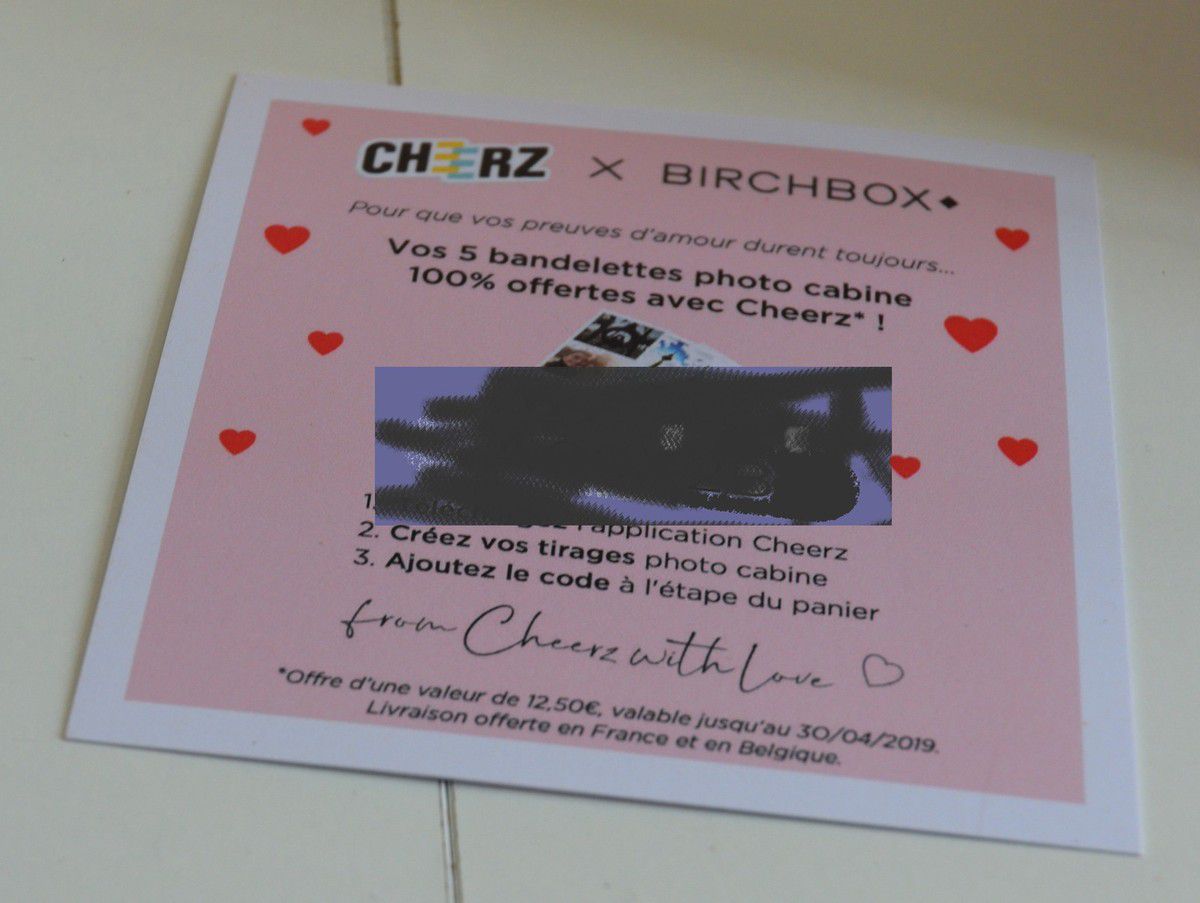 CHEERZ X BIRCHBOX
Pour que vos preuves d'amour durent toujours...
Vos 5 bandelettes photo cabine
100% offertes avec Cheerz* !
1. l'application Cheerz
2. Créez vos tirages photo cabine
3. Ajoutez le code à l'étape du panier
from Cheerz with Love
*Offre d'une valeur de 12,50€, valable jusqu'au 30/04/2019.
Livraison offerte en France et en Belgique.